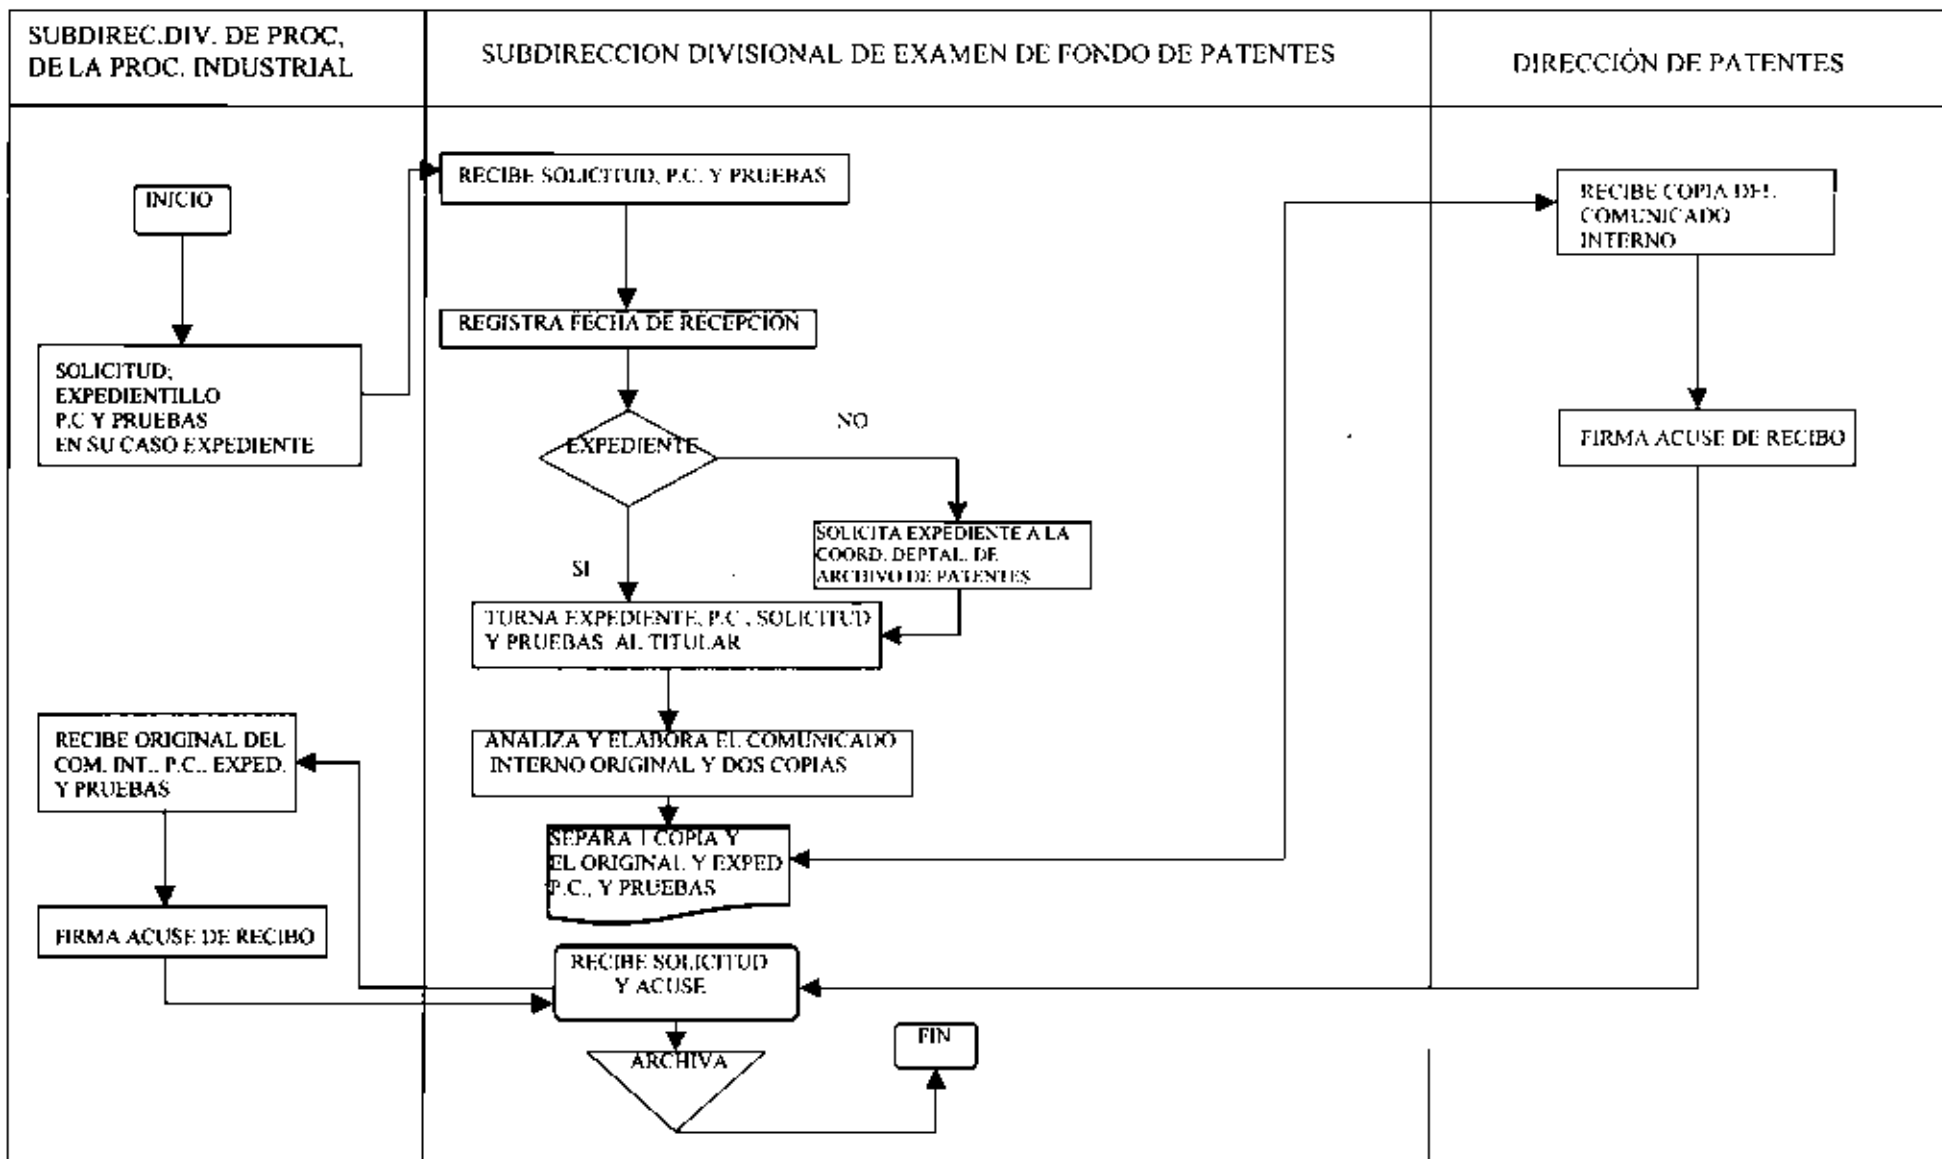 SUBDIREC.DIV. DE PROC,
DE LA PROC. INDUSTRIAL
SUBDIRECCION DIVISIONAL DE EXAMEN DE FONDO DE PATENTES
DIRECCIÓN DE PATENTES
INICIO
SOLICITUD;
EXPEDIENTILLO
P.C Y PRUEBAS
EN SU CASO EXPEDIENTE
RECIBE SOLICITUD, P.C. Y PRUEBAS
REGISTRA FECHA DE RECEPCIÓN
EXPEDIENTE
NO
SI
SOLICITA EXPEDIENTE A LA
COORD. DEPTAL. DE
ARCHIVO DE PATENTES
TURNA EXPEDIENTE, P.C., SOLICITUD
Y PRUEBAS AL TITULAR
ANALIZA Y ELABORA EL COMUNICADO
INTERNO ORIGINAL Y DOS COPIAS
SEPARA 1 COPIA Y
EL ORIGINAL Y EXPED
P.C., Y PRUEBAS
RECIBE COPIA DEL
COMUNICADO
INTERNO
FIRMA ACUSE DE RECIBO
RECIBE ORIGINAL DEL
COM. INT., P.C., EXPED.
Y PRUEBAS
FIRMA ACUSE DE RECIBO
RECIBE SOLICITUD
Y ACUSE
ARCHIVA
FIN